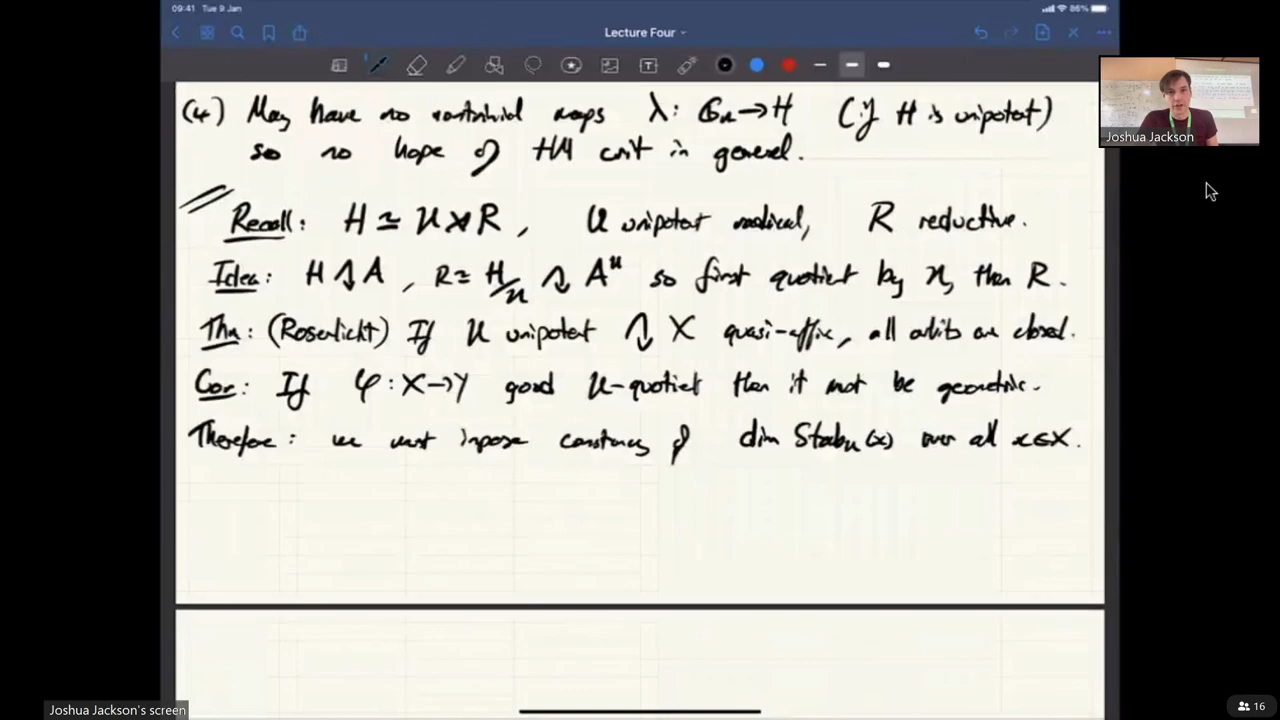 09:41 Tue 9 Jan
86%
Lecture Four
(4) May have no nontrivial maps λ: Gm→H (if H is unipotent)
so no hope of HM crit in general.
Recall: H ≃ U⋊R, U unipotent radical, R reductive.
Idea: H ↷ A, R ≃ H/U ↷ A^U so first quotient by U, then R.
Thm: (Rosenlicht) If U unipotent ↷ X quasi-affine, all orbits are closed.
Cor: If φ: X→Y good U-quotient then it must be geometric.
Therefore: we must impose constancy of dim Stab_U(x) over all x∈X.
Joshua Jackson
Joshua Jackson's screen
16